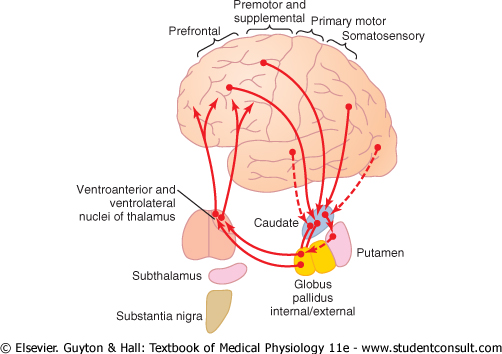 Premotor and
supplemental
Prefrontal
Primary motor
Somatosensory
Ventroanterior and
ventrolateral
nuclei of thalamus
Caudate
Putamen
Subthalamus
Globus
pallidus
internal/external
Substantia nigra
© Elsevier. Guyton & Hall: Textbook of Medical Physiology 11e - www.studentconsult.com